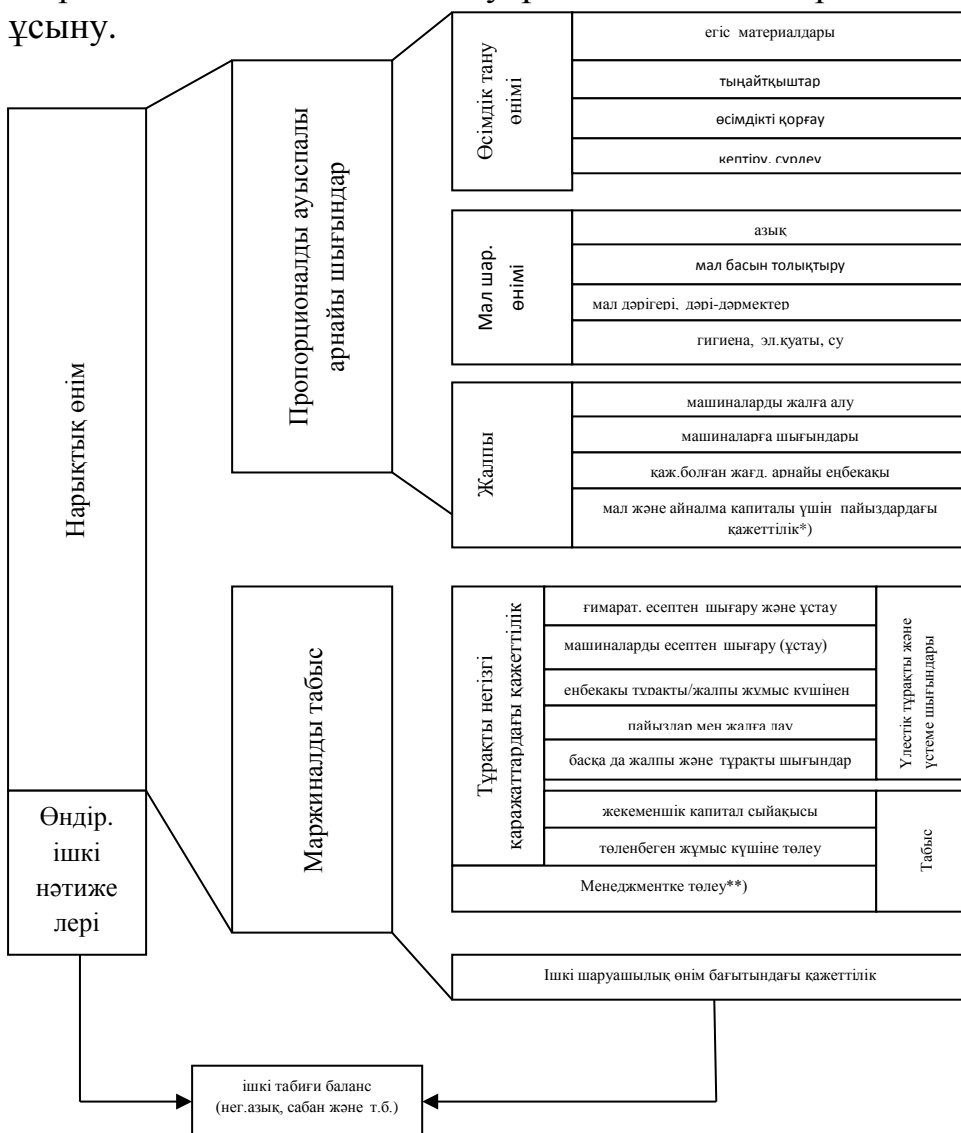 ұсыну.
Нарықтық өнім
Өндір.
ішкі
нәтиже
лері
Пропорционалды ауыспалы
арнайы шығындар
Өсімдік тану
өнімі
егіс материалдары
тыңайтқыштар
өсімдікті қорғау
кептіру, сүрлеу
Мал шар.
өнімі
азық
мал басын толықтыру
мал дәрігері, дәрі-дәрмектер
гигиена, эл.қуаты, су
Жалпы
машиналарды жалға алу
машиналарға шығындары
қаж.болған жағд. арнайы еңбекақы
мал және айналма капиталы үшін пайыздардағы
қажеттілік*)
Маржиналды табыс
Тұрақты негізгі
қаражаттардағы қажеттілік
ғимарат. есептен шығару және ұстау
машиналарды есептен шығару (ұстау)
еңбекақы тұрақты/жалпы жұмыс күшінен
пайыздар мен жалға
басқа да жалпы және тұрақты шығындар
Үлестік тұрақты және
үстеме шығындары
жекеменшік капитал сыйақысы
төленбеген жұмыс күшіне төлеу
Менеджментке төлеу**)
Табыс
Ішкі шаруашылық өнім бағытындағы қажеттілік
ішкі табиғи баланс
(нег.азық, сабан және т.б.)